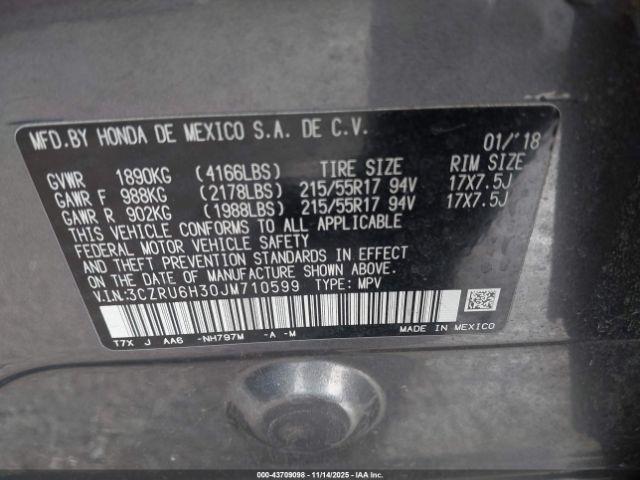 MFD.BY HONDA DE MEXICO S.A. DE C.V.
01/'18
GVWR 1890KG (4166LBS) TIRE SIZE RIM SIZE
GAWR F 988KG (2178LBS) 215/55R17 94V 17X7.5J
GAWR R 902KG (1988LBS) 215/55R17 94V 17X7.5J
THIS VEHICLE CONFORMS TO ALL APPLICABLE
FEDERAL MOTOR VEHICLE SAFETY
AND THEFT PREVENTION STANDARDS IN EFFECT
ON THE DATE OF MANUFACTURE SHOWN ABOVE.
V.I.N.:3CZRU6H30JM710599 TYPE: MPV
T7X J AA6 -NH797M -A -M
MADE IN MEXICO
000-43709098 - 11/14/2025 - IAA Inc.